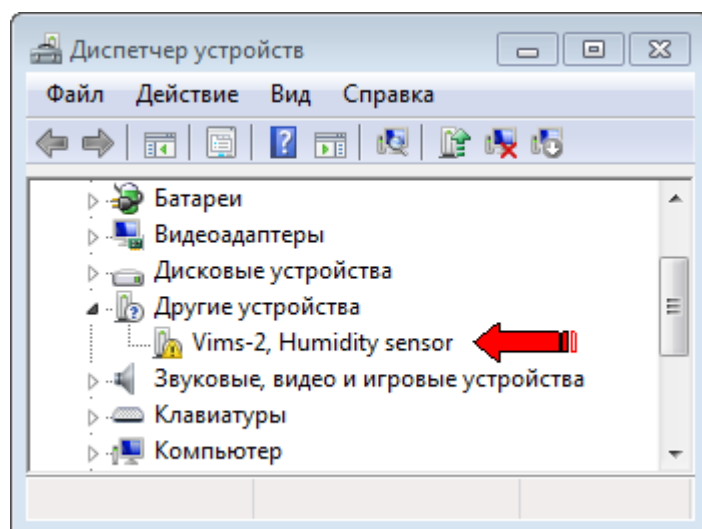 Диспетчер устройств
Файл Действие Вид Справка
Батареи
Видеоадаптеры
Дисковые устройства
Другие устройства
Vims-2, Humidity sensor
Звуковые, видео и игровые устройства
Клавиатуры
Компьютер